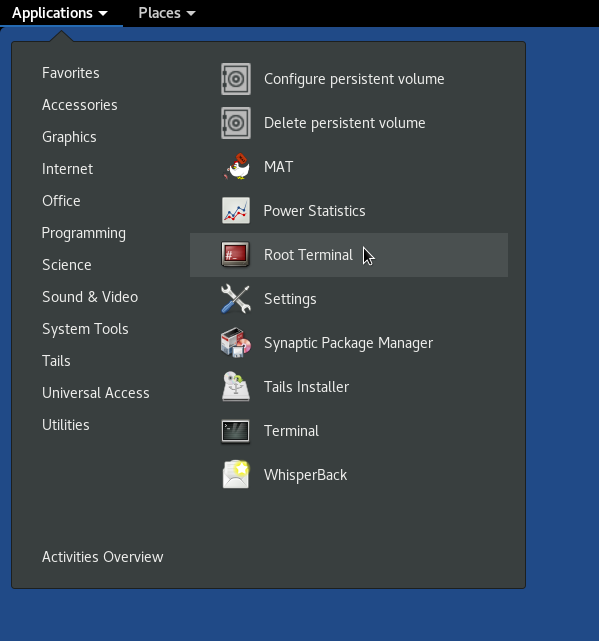 Applications Places
Favorites
Accessories
Graphics
Internet
Office
Programming
Science
Sound & Video
System Tools
Tails
Universal Access
Utilities
Activities Overview
Configure persistent volume
Delete persistent volume
MAT
Power Statistics
#_
Root Terminal
Settings
Synaptic Package Manager
Tails Installer
Terminal
WhisperBack